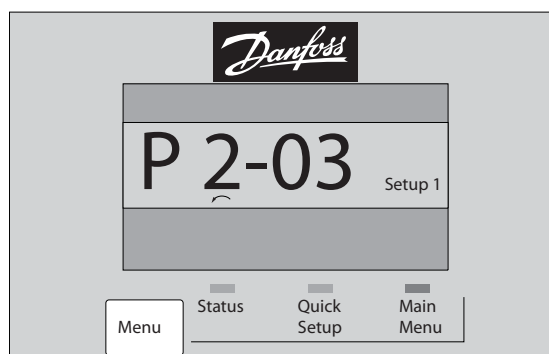 Danfoss
P 2-03
Setup 1
Status
Quick Setup
Main Menu
Menu